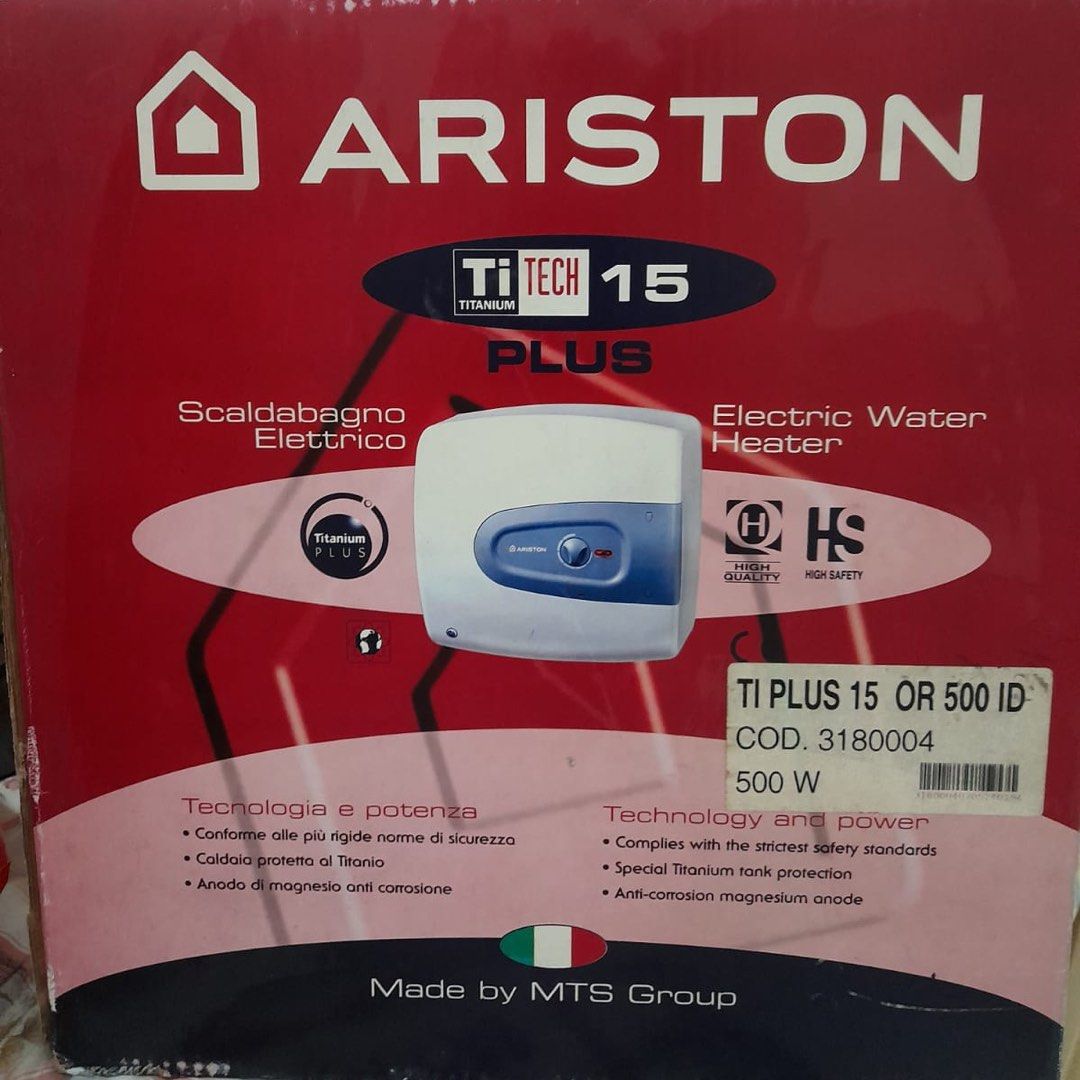 ARISTON
Ti TECH 15
TITANIUM
PLUS
Scaldabagno
Elettrico
Electric Water
Heater
Titanium
PLUS
ARISTON
H
HIGH
QUALITY
HS
HIGH SAFETY
TI PLUS 15 OR 500 ID
COD. 3180004
500 W
Tecnologia e potenza
• Conforme alle più rigide norme di sicurezza
• Caldaia protetta al Titanio
• Anodo di magnesio anti corrosione
Technology and power
• Complies with the strictest safety standards
• Special Titanium tank protection
• Anti-corrosion magnesium anode
Made by MTS Group